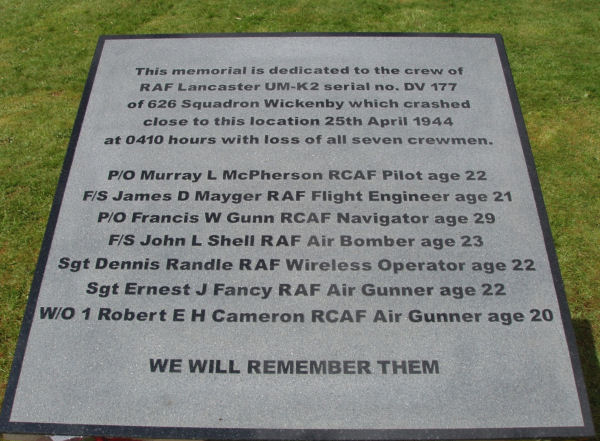 This memorial is dedicated to the crew of
RAF Lancaster UM-K2 serial no. DV 177
of 626 Squadron Wickenby which crashed
close to this location 25th April 1944
at 0410 hours with loss of all seven crewmen.
P/O Murray L McPherson RCAF Pilot age 22
F/S James D Mayger RAF Flight Engineer age 21
P/O Francis W Gunn RCAF Navigator age 29
F/S John L Shell RAF Air Bomber age 23
Sgt Dennis Randle RAF Wireless Operator age 22
Sgt Ernest J Fancy RAF Air Gunner age 22
W/O 1 Robert E H Cameron RCAF Air Gunner age 20
WE WILL REMEMBER THEM